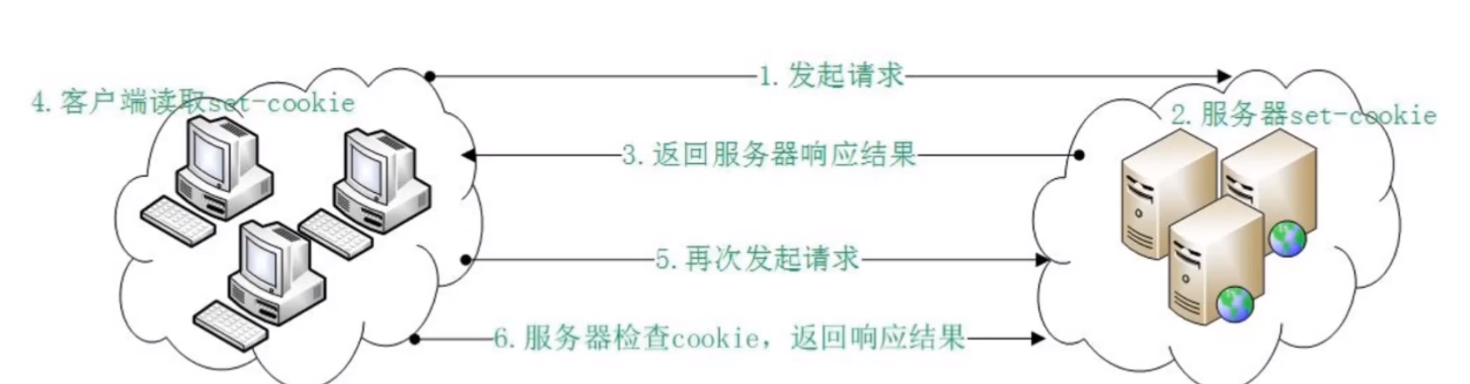 1.发起请求
4.客户端读取set-cookie
2.服务器set-cookie
3.返回服务器响应结果
5.再次发起请求
6.服务器检查cookie，返回响应结果